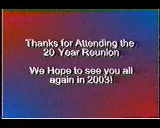 Thanks for Attending the
20 Year Reunion
We Hope to see you all
again in 2003!